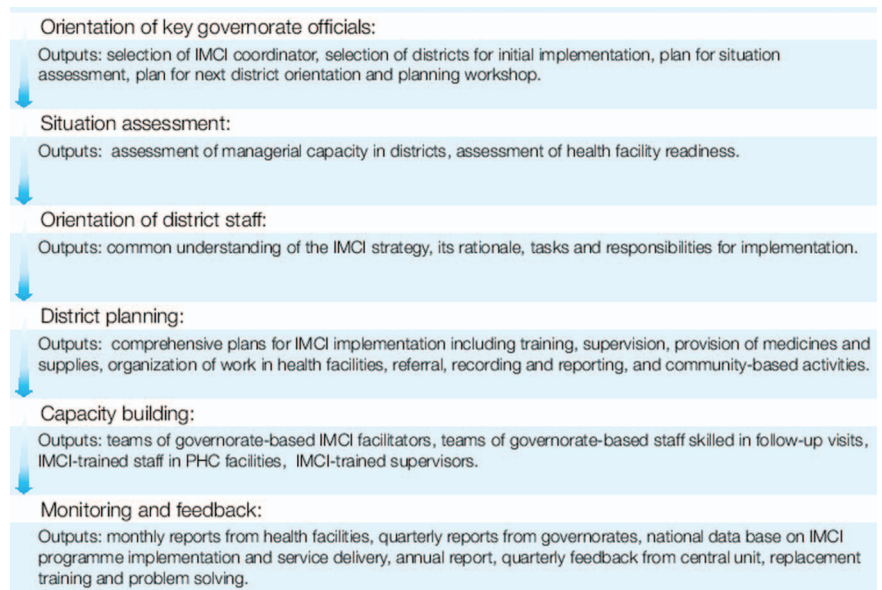 Orientation of key governorate officials:
Outputs: selection of IMCI coordinator, selection of districts for initial implementation, plan for situation
assessment, plan for next district orientation and planning workshop.
Situation assessment:
Outputs: assessment of managerial capacity in districts, assessment of health facility readiness.
Orientation of district staff:
Outputs: common understanding of the IMCI strategy, its rationale, tasks and responsibilities for implementation.
District planning:
Outputs: comprehensive plans for IMCI implementation including training, supervision, provision of medicines and
supplies, organization of work in health facilities, referral, recording and reporting, and community-based activities.
Capacity building:
Outputs: teams of governorate-based IMCI facilitators, teams of governorate-based staff skilled in follow-up visits,
IMCI-trained staff in PHC facilities, IMCI-trained supervisors.
Monitoring and feedback:
Outputs: monthly reports from health facilities, quarterly reports from governorates, national data base on IMCI
programme implementation and service delivery, annual report, quarterly feedback from central unit, replacement
training and problem solving.